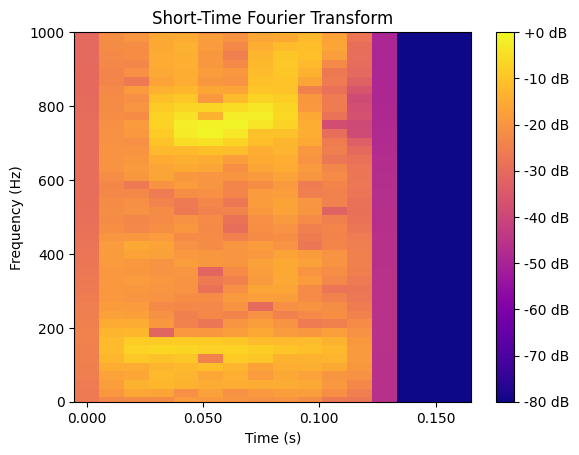 Short-Time Fourier Transform
1000
800
600
400
200
0
Frequency (Hz)
0.000
0.050
0.100
0.150
Time (s)
+0 dB
-10 dB
-20 dB
-30 dB
-40 dB
-50 dB
-60 dB
-70 dB
-80 dB